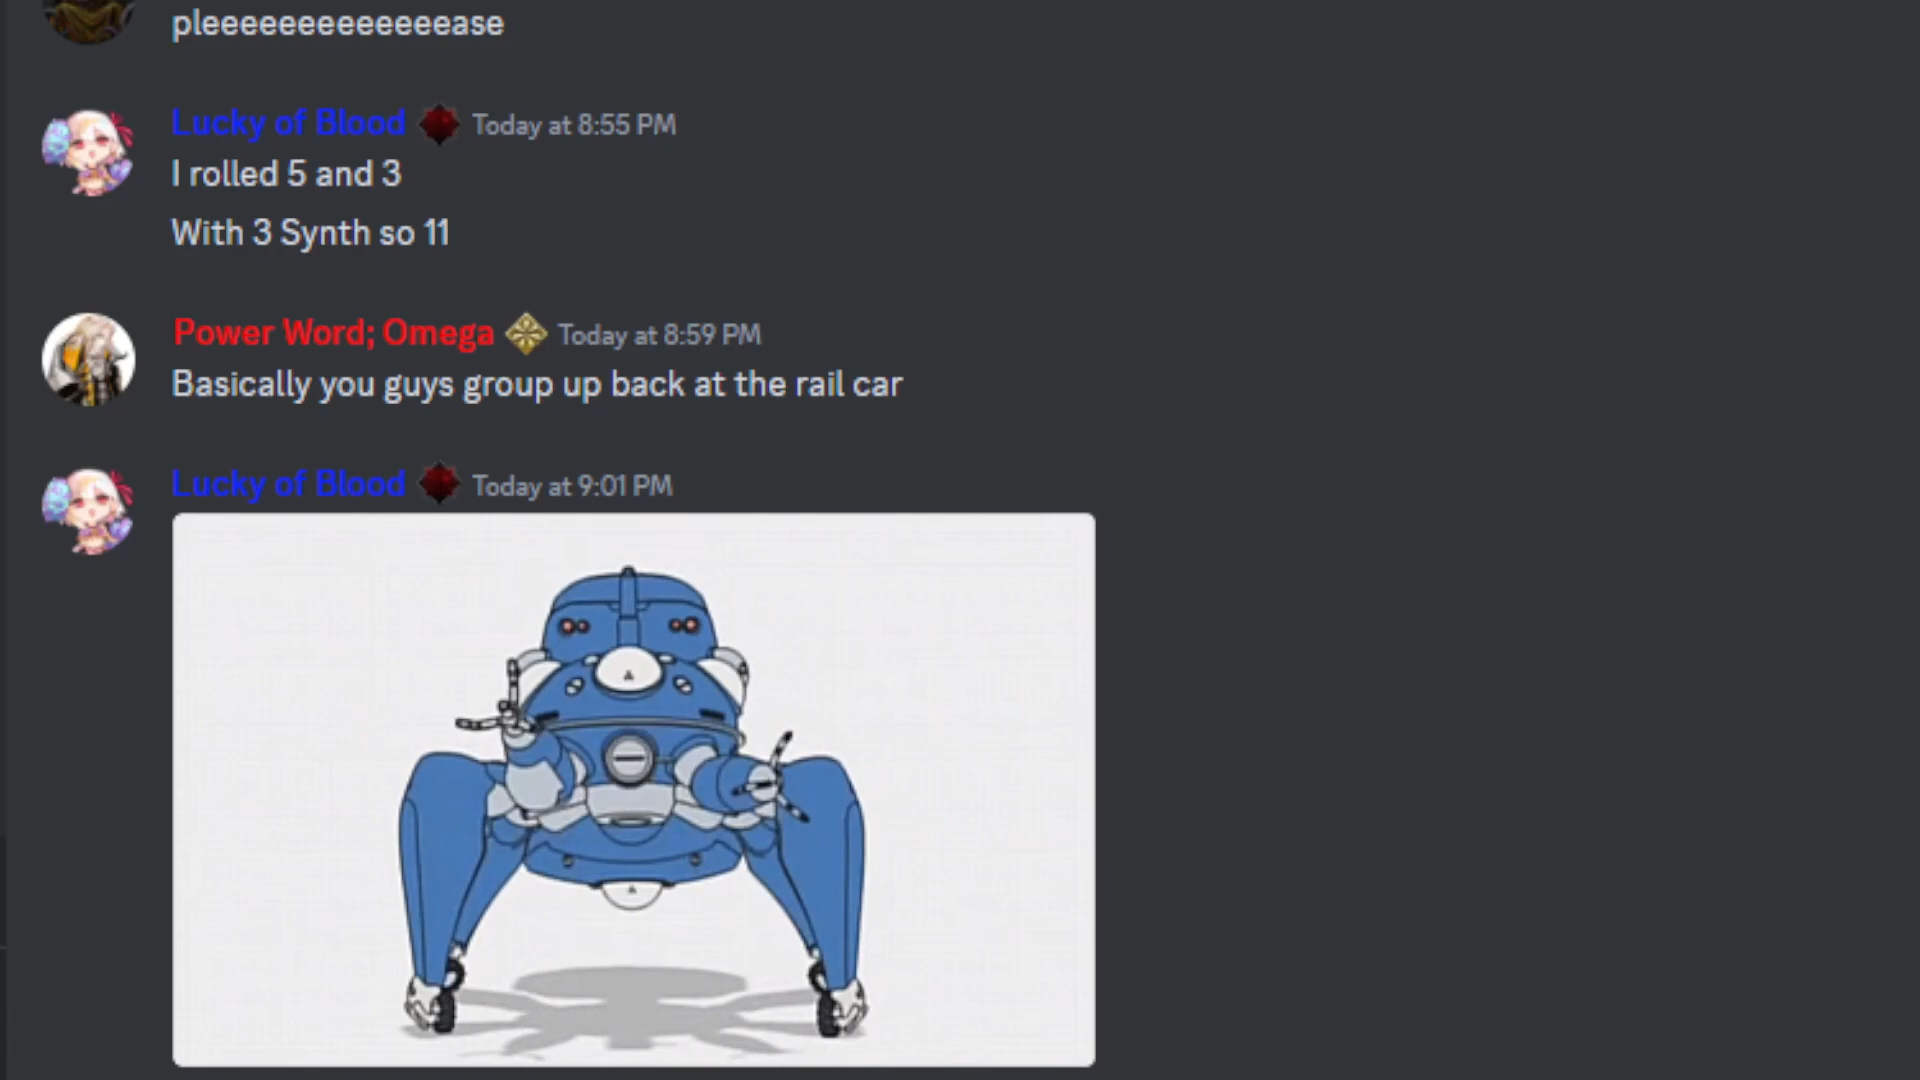 pleeeeeeeeeeeeease
Lucky of Blood Today at 8:55 PM
I rolled 5 and 3
With 3 Synth so 11
Power Word; Omega Today at 8:59 PM
Basically you guys group up back at the rail car
Lucky of Blood Today at 9:01 PM